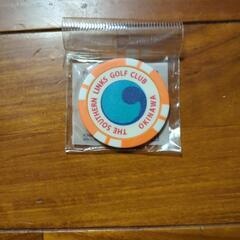 THE SOUTHERN LINKS GOLF CLUB
OKINAWA